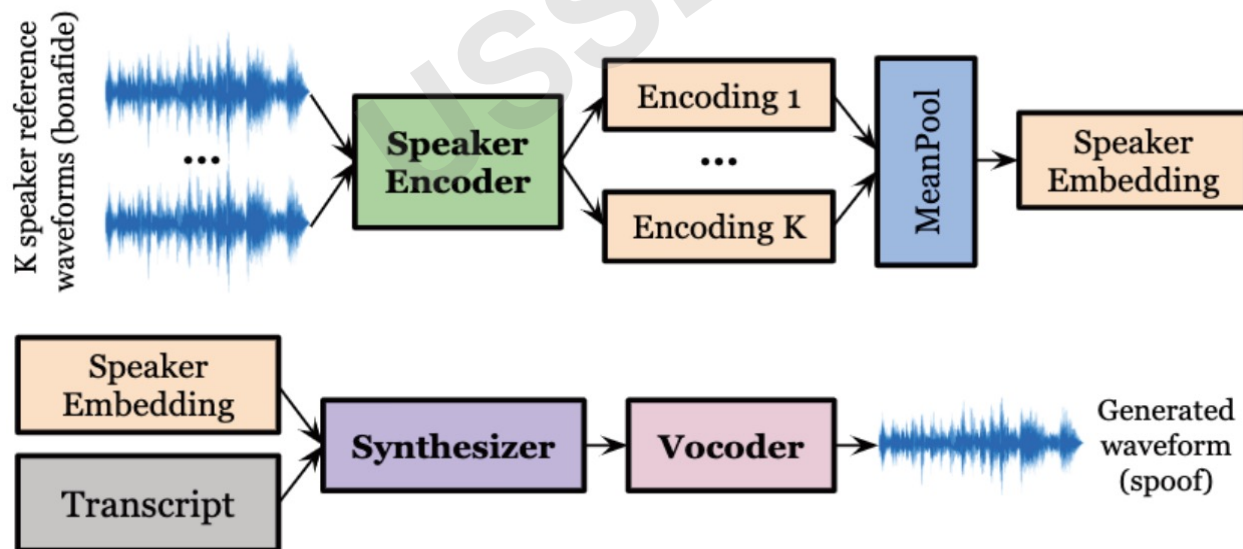 K speaker reference
waveforms (bonafide)
...
Speaker
Encoder
Encoding 1
...
Encoding K
MeanPool
Speaker
Embedding
Speaker
Embedding
Transcript
Synthesizer
Vocoder
Generated
waveform
(spoof)